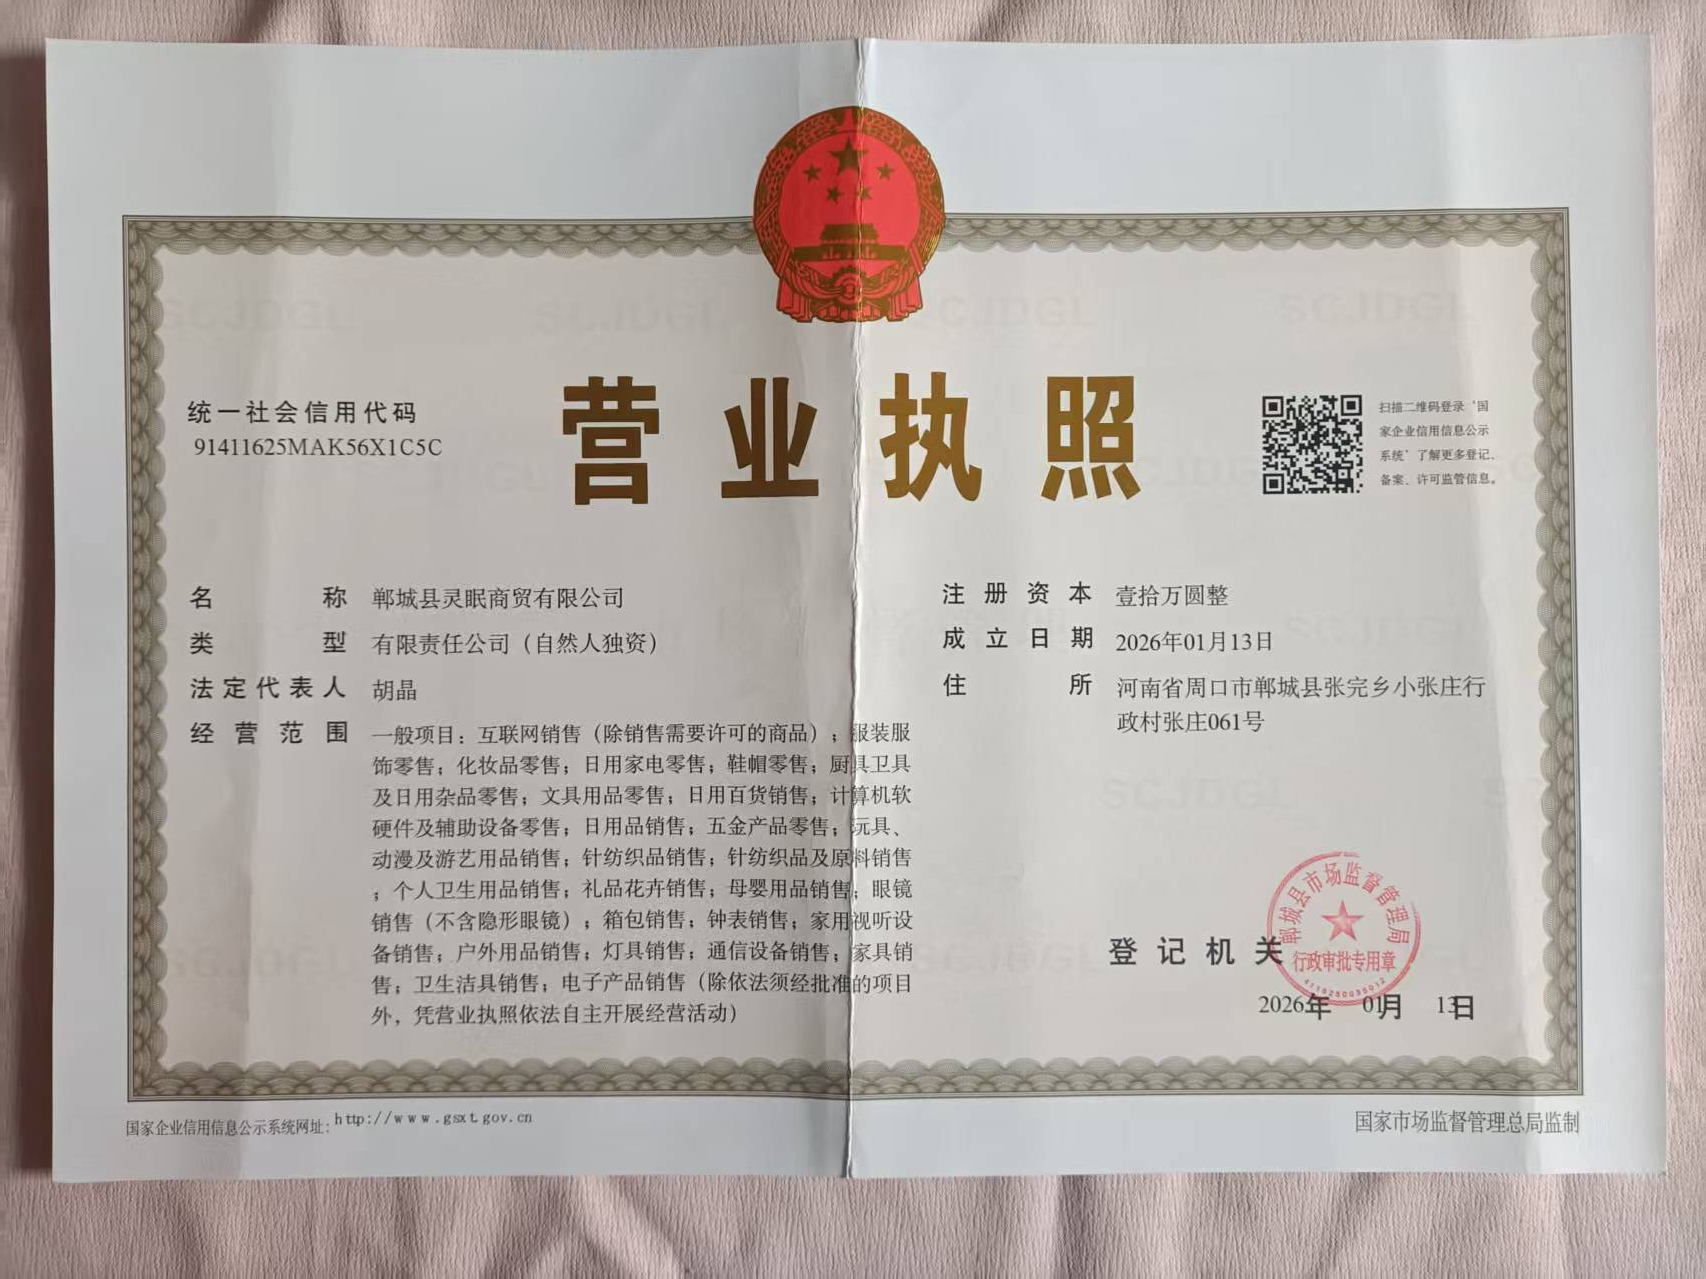 统一社会信用代码
91411625MAK56X1C5C
营业执照
扫描二维码登录‘国
家企业信用信息公示
系统’了解更多登记、
备案、许可监管信息。
名称 郸城县灵眠商贸有限公司
类型 有限责任公司（自然人独资）
法定代表人 胡晶
经营范围 一般项目：互联网销售（除销售需要许可的商品）；服装服
饰零售；化妆品零售；日用家电零售；鞋帽零售；厨具卫具
及日用杂品零售；文具用品零售；日用百货销售；计算机软
硬件及辅助设备零售；日用品销售；五金产品零售；玩具、
动漫及游艺用品销售；针纺织品销售；针纺织品及原料销售
；个人卫生用品销售；礼品花卉销售；母婴用品销售；眼镜
销售（不含隐形眼镜）；箱包销售；钟表销售；家用视听设
备销售；户外用品销售；灯具销售；通信设备销售；家具销
售；卫生洁具销售；电子产品销售（除依法须经批准的项目
外，凭营业执照依法自主开展经营活动）
注册资本 壹拾万圆整
成立日期 2026年01月13日
住所 河南省周口市郸城县张完乡小张庄行
政村张庄061号
登记机关
郸城县市场监督管理局
行政审批专用章
2026年 01月 13日
国家企业信用信息公示系统网址：http://www.gsxt.gov.cn
国家市场监督管理总局监制